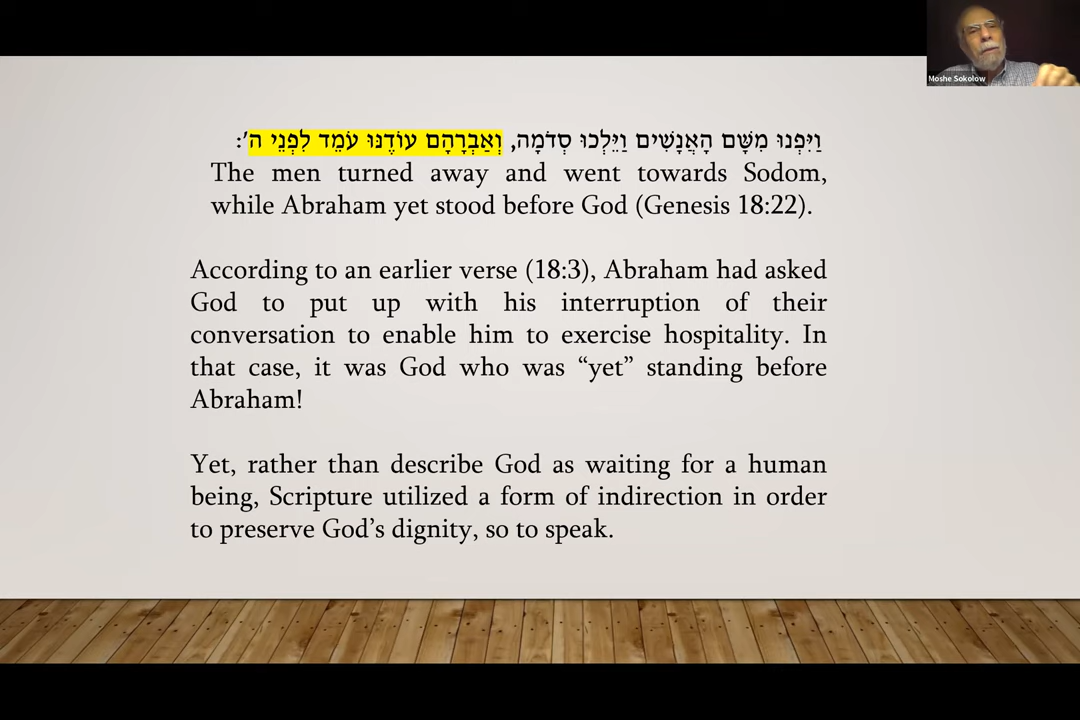 Moshe Sokolow
וַיִּפְנוּ מִשָּׁם הָאֲנָשִׁים וַיֵּלְכוּ סְדֹמָה, וְאַבְרָהָם עוֹדֶנּוּ עֹמֵד לִפְנֵי ה':
The men turned away and went towards Sodom,
while Abraham yet stood before God (Genesis 18:22).
According to an earlier verse (18:3), Abraham had asked
God to put up with his interruption of their
conversation to enable him to exercise hospitality. In
that case, it was God who was “yet” standing before
Abraham!
Yet, rather than describe God as waiting for a human
being, Scripture utilized a form of indirection in order
to preserve God’s dignity, so to speak.